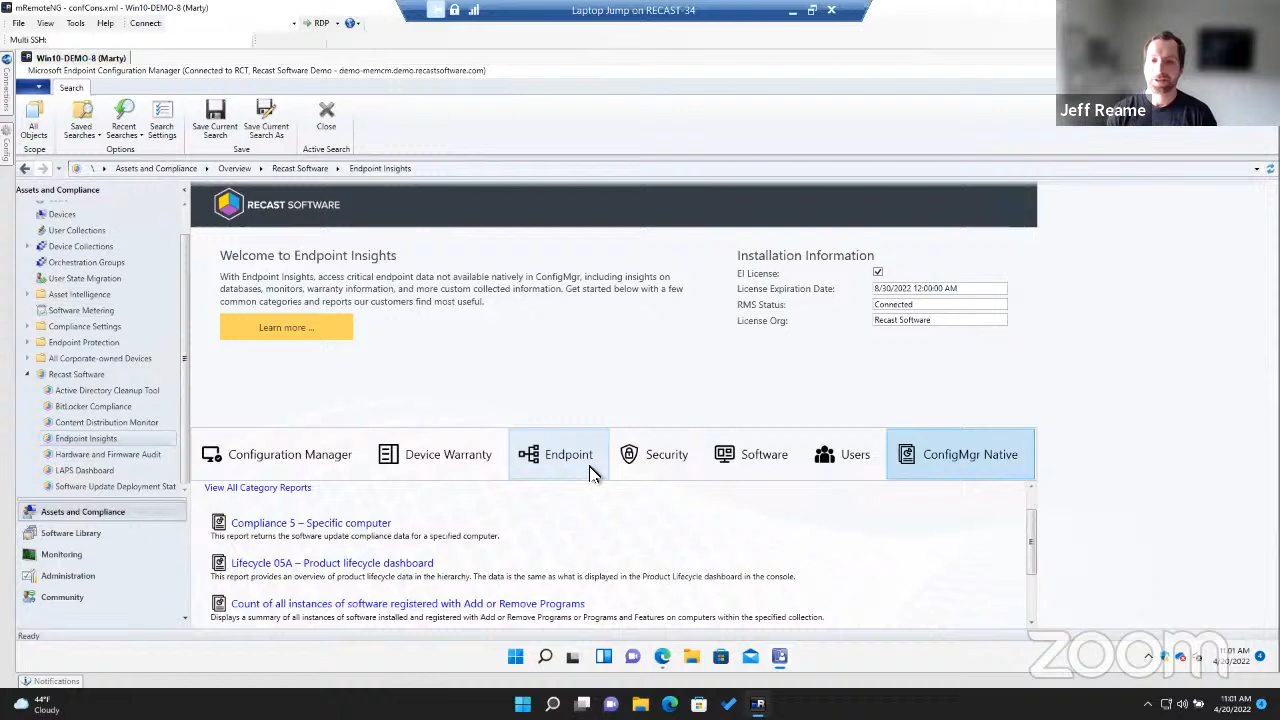 mRemoteNG - confCons.xml - Win10-DEMO-8 (Marty)
Laptop Jump on RECAST-34
File View Tools Help Connect: RDP
Multi SSH:
Win10-DEMO-8 (Marty)
Microsoft Endpoint Configuration Manager (Connected to RCT, Recast Software Demo - demo-memcm.demo.recastsoftware.com)
Jeff Reame
Connections
Config
Search
All Objects
Saved Searches
Recent Searches
Search Settings
Save Current Search
Save Current Search As
Close
Scope
Options
Save
Active Search
\ Assets and Compliance Overview Recast Software Endpoint Insights
Assets and Compliance
Devices
User Collections
Device Collections
Orchestration Groups
User State Migration
Asset Intelligence
Software Metering
Compliance Settings
Endpoint Protection
All Corporate-owned Devices
Recast Software
Active Directory Cleanup Tool
BitLocker Compliance
Content Distribution Monitor
Endpoint Insights
Hardware and Firmware Audit
LAPS Dashboard
Software Update Deployment Stat
Assets and Compliance
Software Library
Monitoring
Administration
Community
RECAST SOFTWARE
Welcome to Endpoint Insights
With Endpoint Insights, access critical endpoint data not available natively in ConfigMgr, including insights on
databases, monitors, warranty information, and more custom collected information. Get started below with a few
common categories and reports our customers find most useful.
Learn more ...
Installation Information
EI License:
License Expiration Date: 8/30/2022 12:00:00 AM
RMS Status: Connected
License Org: Recast Software
Configuration Manager Device Warranty Endpoint Security Software Users ConfigMgr Native
View All Category Reports
Compliance 5 – Specific computer
This report returns the software update compliance data for a specified computer.
Lifecycle 05A – Product lifecycle dashboard
This report provides an overview of product lifecycle data in the hierarchy. The data is the same as what is displayed in the Product Lifecycle dashboard in the console.
Count of all instances of software registered with Add or Remove Programs
Displays a summary of all instances of software installed and registered with Add or Remove Programs or Programs and Features on computers within the specified collection.
Ready
11:01 AM
4/20/2022
zoom
Notifications
44°F
Cloudy
11:01 AM
4/20/2022